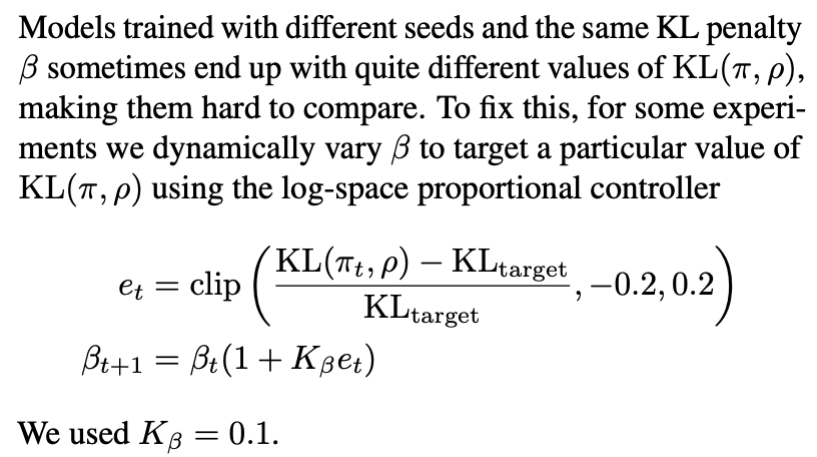 Models trained with different seeds and the same KL penalty
β sometimes end up with quite different values of KL(π, ρ),
making them hard to compare. To fix this, for some experi-
ments we dynamically vary β to target a particular value of
KL(π, ρ) using the log-space proportional controller
e_t = clip ( (KL(π_t, ρ) − KL_target) / KL_target , −0.2, 0.2 )
β_{t+1} = β_t(1 + K_β e_t)
We used K_β = 0.1.